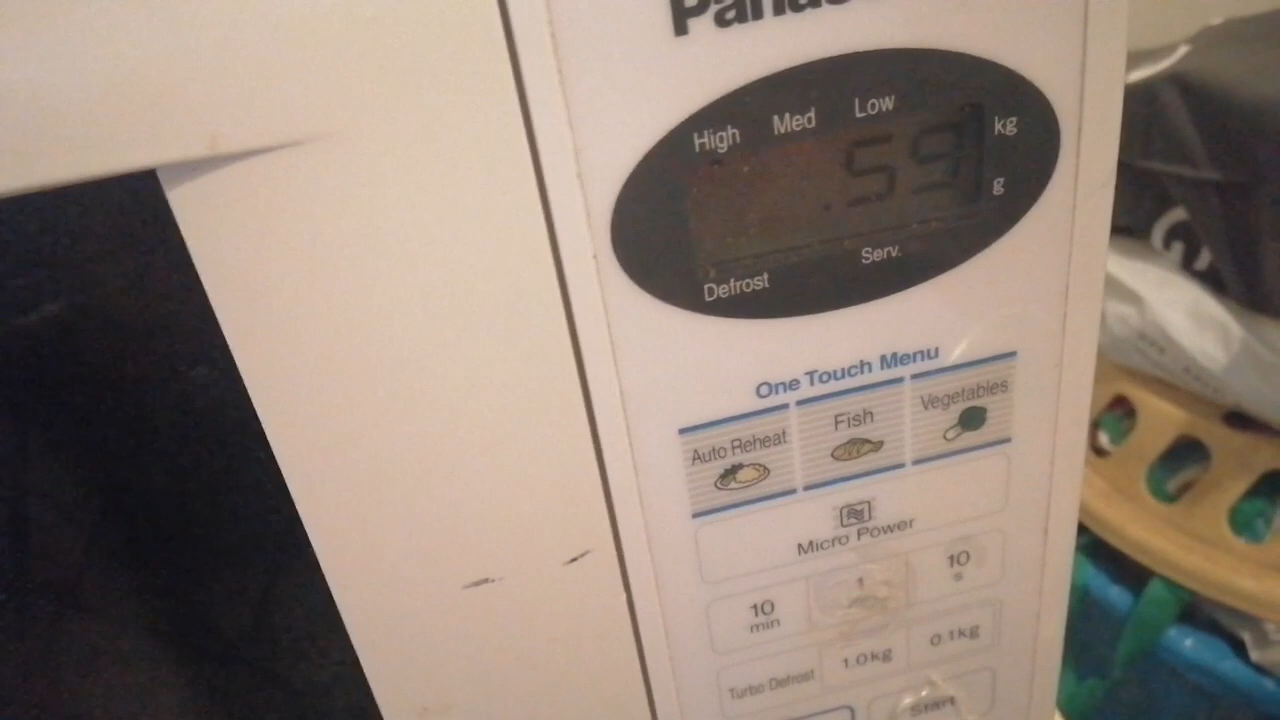 Panas
High Med Low
.59 kg
g
Defrost Serv.
One Touch Menu
Auto Reheat Fish Vegetables
Micro Power
10 min 1 10 s
Turbo Defrost 1.0kg 0.1kg
Start